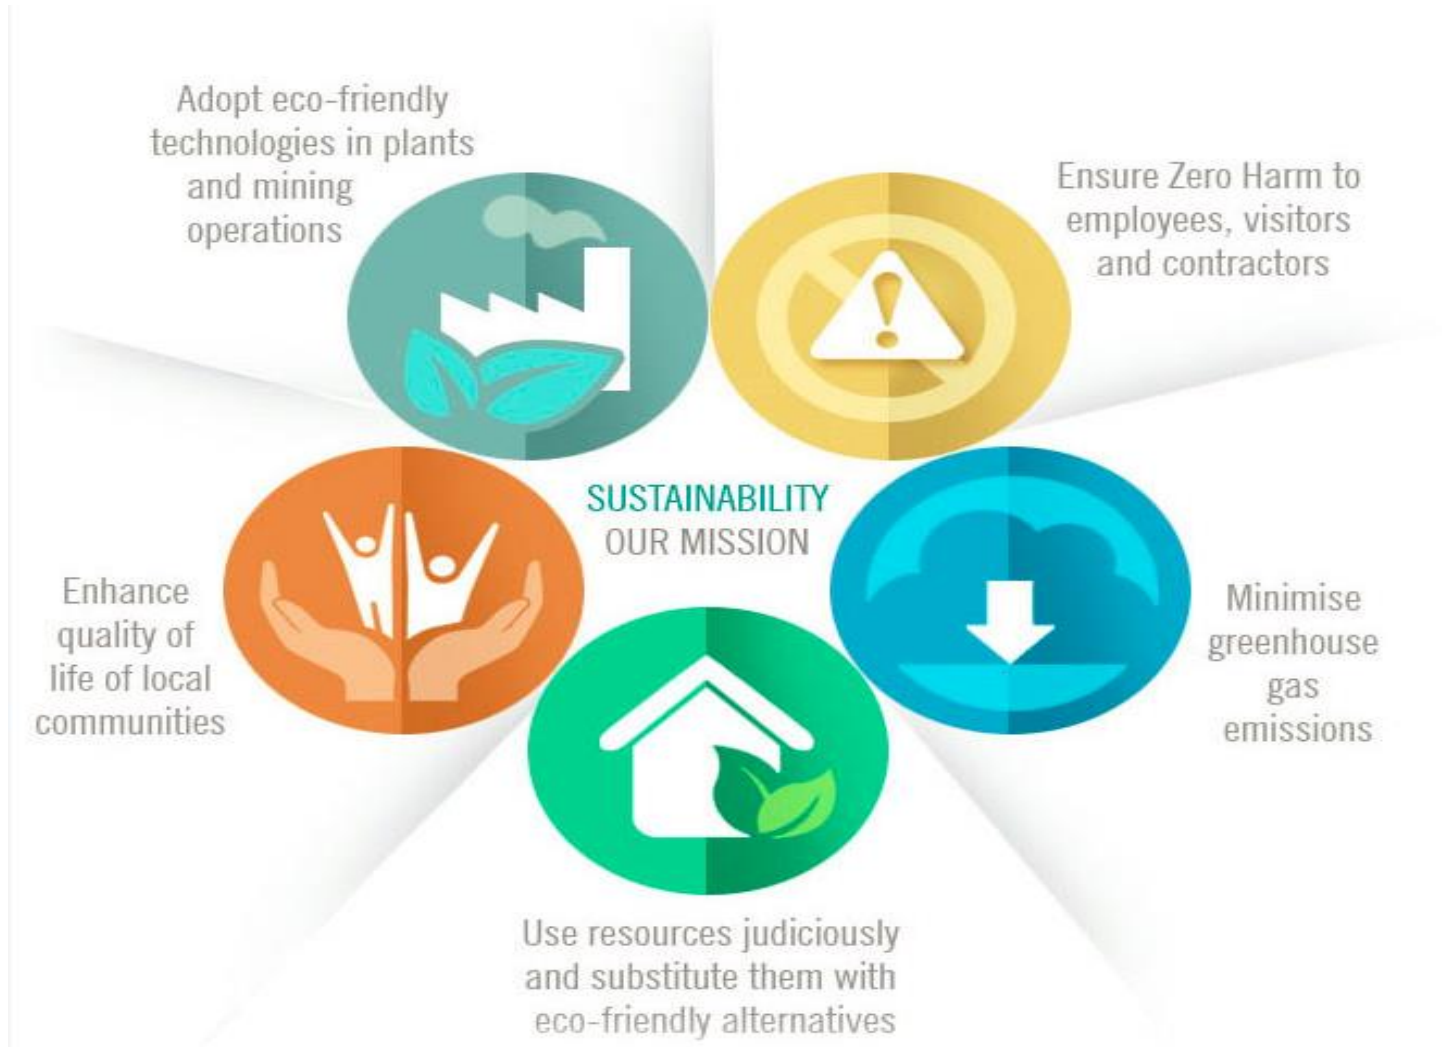 Adopt eco-friendly
technologies in plants
and mining
operations
Ensure Zero Harm to
employees, visitors
and contractors
SUSTAINABILITY
OUR MISSION
Enhance
quality of
life of local
communities
Minimise
greenhouse
gas
emissions
Use resources judiciously
and substitute them with
eco-friendly alternatives